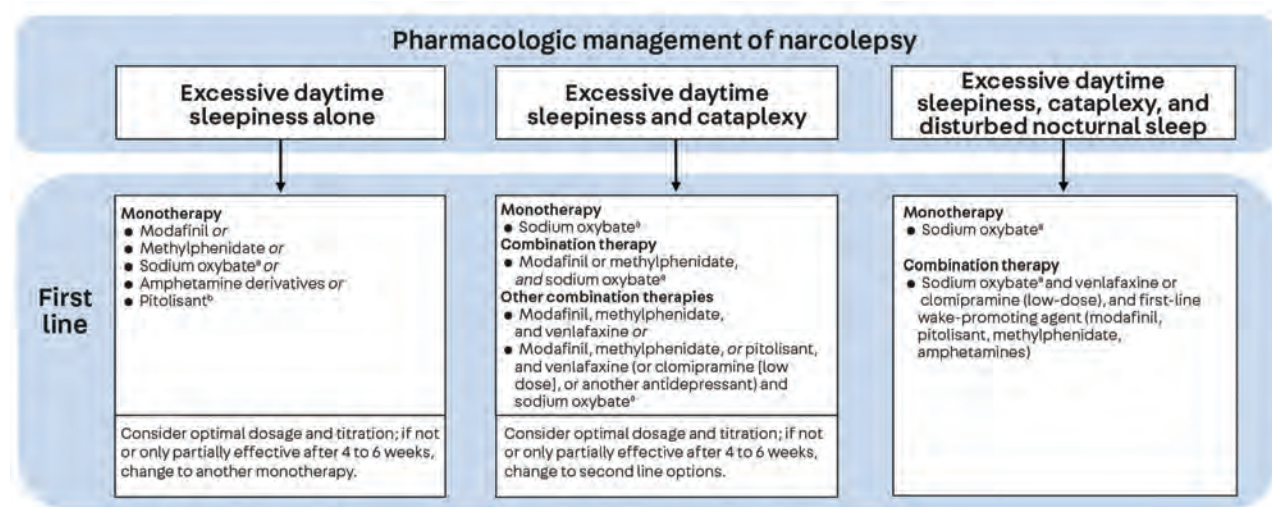 Pharmacologic management of narcolepsy
Excessive daytime
sleepiness alone
Excessive daytime
sleepiness and cataplexy
Excessive daytime
sleepiness, cataplexy, and
disturbed nocturnal sleep
First
line
Monotherapy
● Modafinil or
● Methylphenidate or
● Sodium oxybateᵃ or
● Amphetamine derivatives or
● Pitolisantᵇ
Consider optimal dosage and titration; if not
or only partially effective after 4 to 6 weeks,
change to another monotherapy.
Monotherapy
● Sodium oxybateᵃ
Combination therapy
● Modafinil or methylphenidate,
and sodium oxybateᵃ
Other combination therapies
● Modafinil, methylphenidate,
and venlafaxine or
● Modafinil, methylphenidate, or pitolisant,
and venlafaxine (or clomipramine [low
dose], or another antidepressant) and
sodium oxybateᵃ
Consider optimal dosage and titration; if not
or only partially effective after 4 to 6 weeks,
change to second line options.
Monotherapy
● Sodium oxybateᵃ
Combination therapy
● Sodium oxybateᵃ and venlafaxine or
clomipramine (low-dose), and first-line
wake-promoting agent (modafinil,
pitolisant, methylphenidate,
amphetamines)